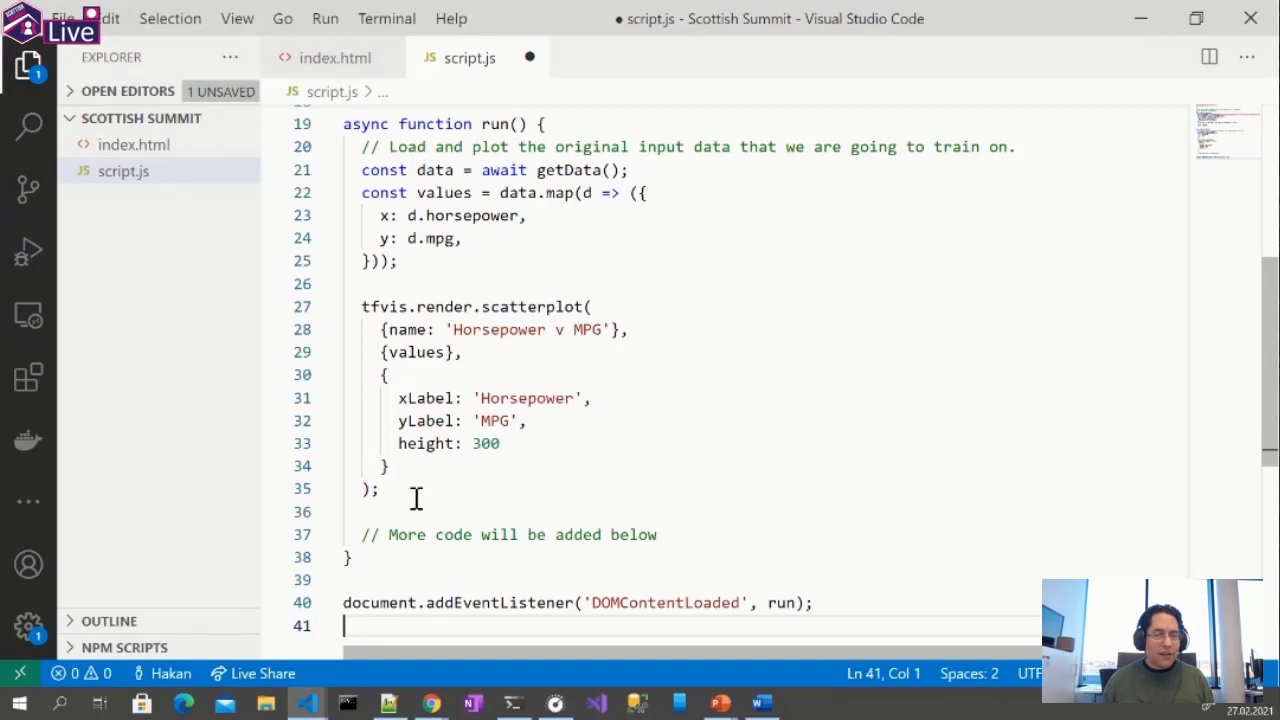 Live
File Edit Selection View Go Run Terminal Help
● script.js - Scottish Summit - Visual Studio Code
EXPLORER
index.html
JS script.js
OPEN EDITORS 1 UNSAVED
JS script.js > ...
SCOTTISH SUMMIT
index.html
JS script.js
1
19 async function run() {
20 // Load and plot the original input data that we are going to train on.
21 const data = await getData();
22 const values = data.map(d => ({
23 x: d.horsepower,
24 y: d.mpg,
25 }));
26
27 tfvis.render.scatterplot(
28 {name: 'Horsepower v MPG'},
29 {values},
30 {
31 xLabel: 'Horsepower',
32 yLabel: 'MPG',
33 height: 300
34 }
35 );
36
37 // More code will be added below
38 }
39
40 document.addEventListener('DOMContentLoaded', run);
41
OUTLINE
NPM SCRIPTS
1
0 0 Hakan Live Share Ln 41, Col 1 Spaces: 2 UTF
27.02.2021